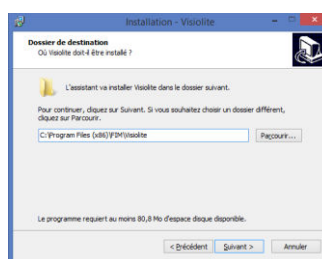 Installation - Visiolite
Dossier de destination
Où Visiolite doit-il être installé ?
L'assistant va installer Visiolite dans le dossier suivant.
Pour continuer, cliquez sur Suivant. Si vous souhaitez choisir un dossier différent,
cliquez sur Parcourir.
C:\Program Files (x86)\FIM\Visiolite
Parcourir...
Le programme requiert au moins 80,8 Mo d'espace disque disponible.
< Précédent Suivant > Annuler